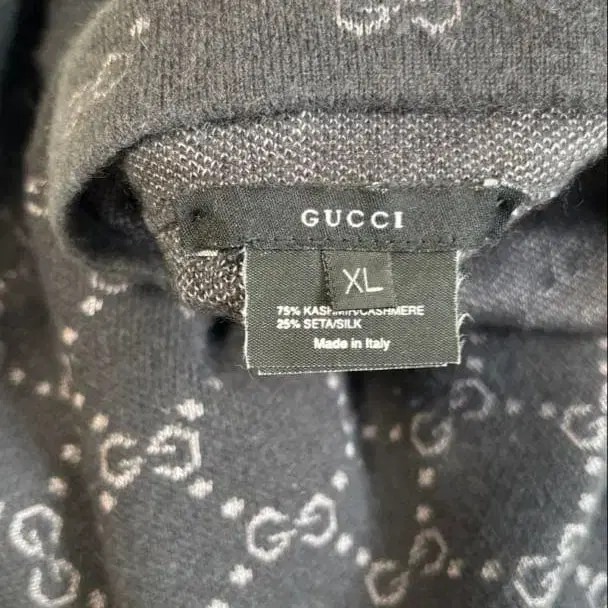 GUCCI
XL
75% KASHMIR/CASHMERE
25% SETA/SILK
Made in Italy